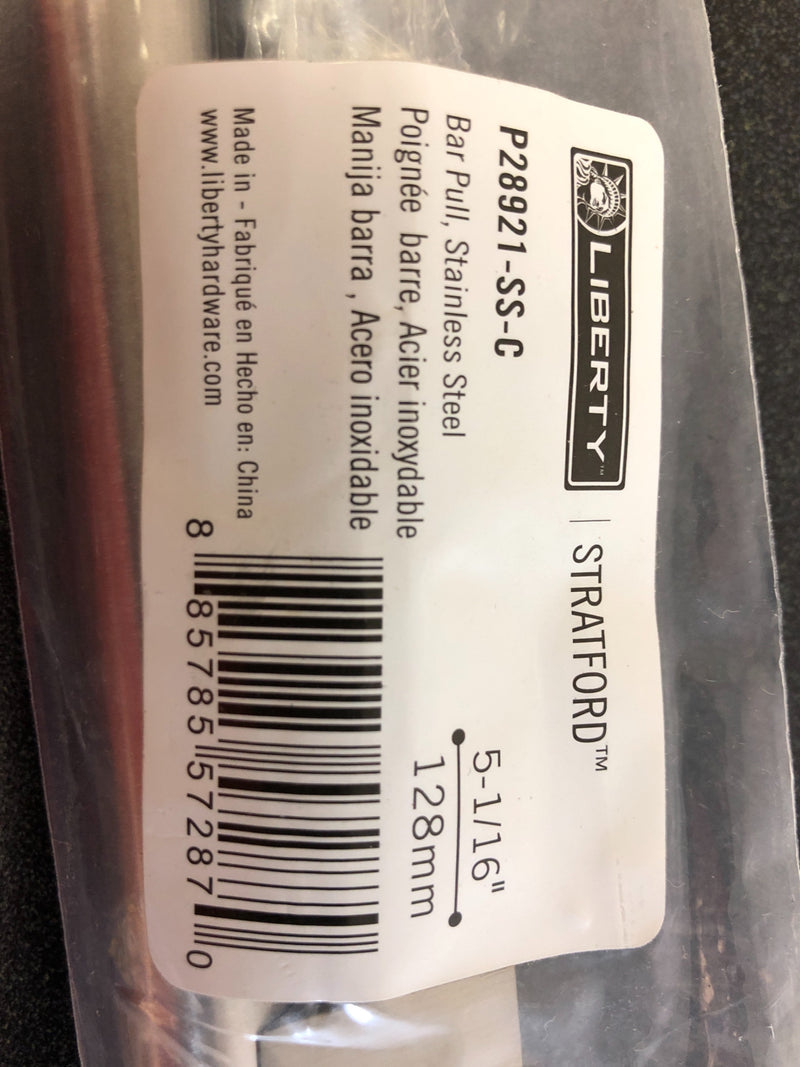 LIBERTY™ | STRATFORD™
P28921-SS-C
Bar Pull, Stainless Steel
Poignée barre, Acier inoxydable
Manija barra , Acero inoxidable
5-1/16"
128mm
Made in - Fabriqué en Hecho en: China
www.libertyhardware.com
8 85785 57287 0